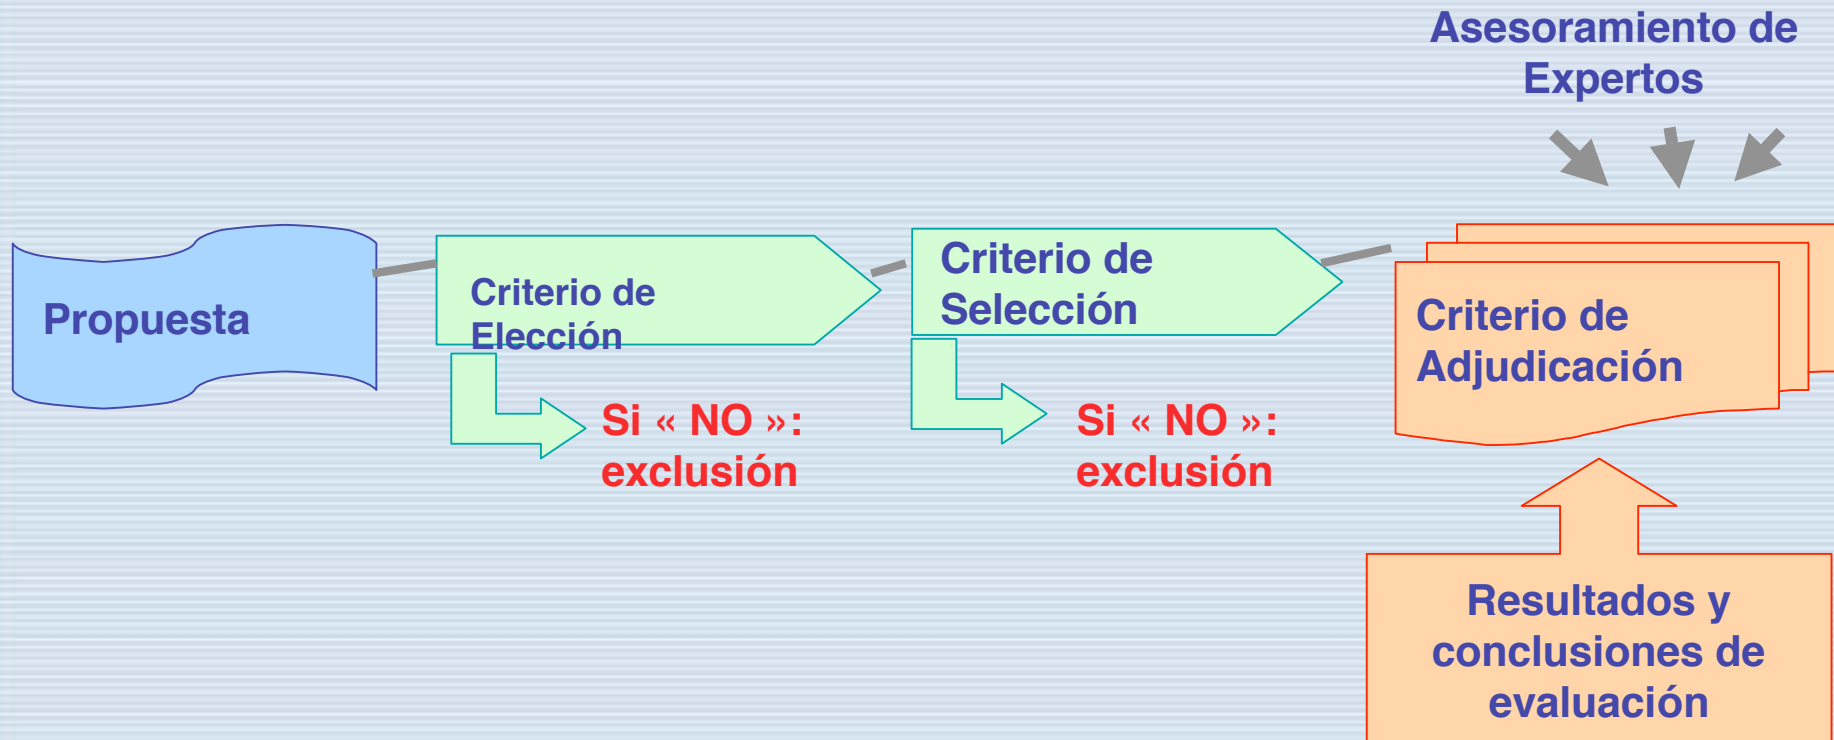 Asesoramiento de
Expertos
Propuesta
Criterio de
Elección
Criterio de
Selección
Criterio de
Adjudicación
Si « NO »:
exclusión
Si « NO »:
exclusión
Resultados y
conclusiones de
evaluación